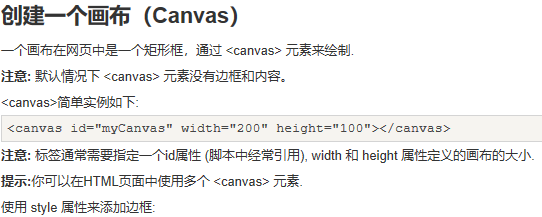 创建一个画布（Canvas）
一个画布在网页中是一个矩形框，通过 <canvas> 元素来绘制.
注意: 默认情况下 <canvas> 元素没有边框和内容。
<canvas>简单实例如下:
<canvas id="myCanvas" width="200" height="100"></canvas>
注意: 标签通常需要指定一个id属性 (脚本中经常引用), width 和 height 属性定义的画布的大小.
提示:你可以在HTML页面中使用多个 <canvas> 元素.
使用 style 属性来添加边框: